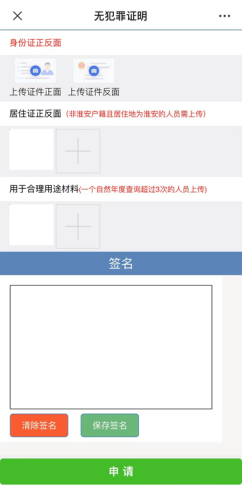 无犯罪证明
身份证正反面
上传证件正面 上传证件反面
居住证正反面（非淮安户籍且居住地为淮安的人员需上传）
用于合理用途材料(一个自然年度查询超过3次的人员上传)
签名
清除签名 保存签名
申 请